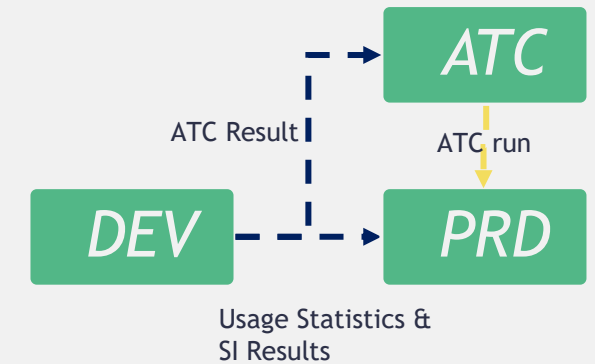 ATC
ATC Result
ATC run
DEV
PRD
Usage Statistics &
SI Results